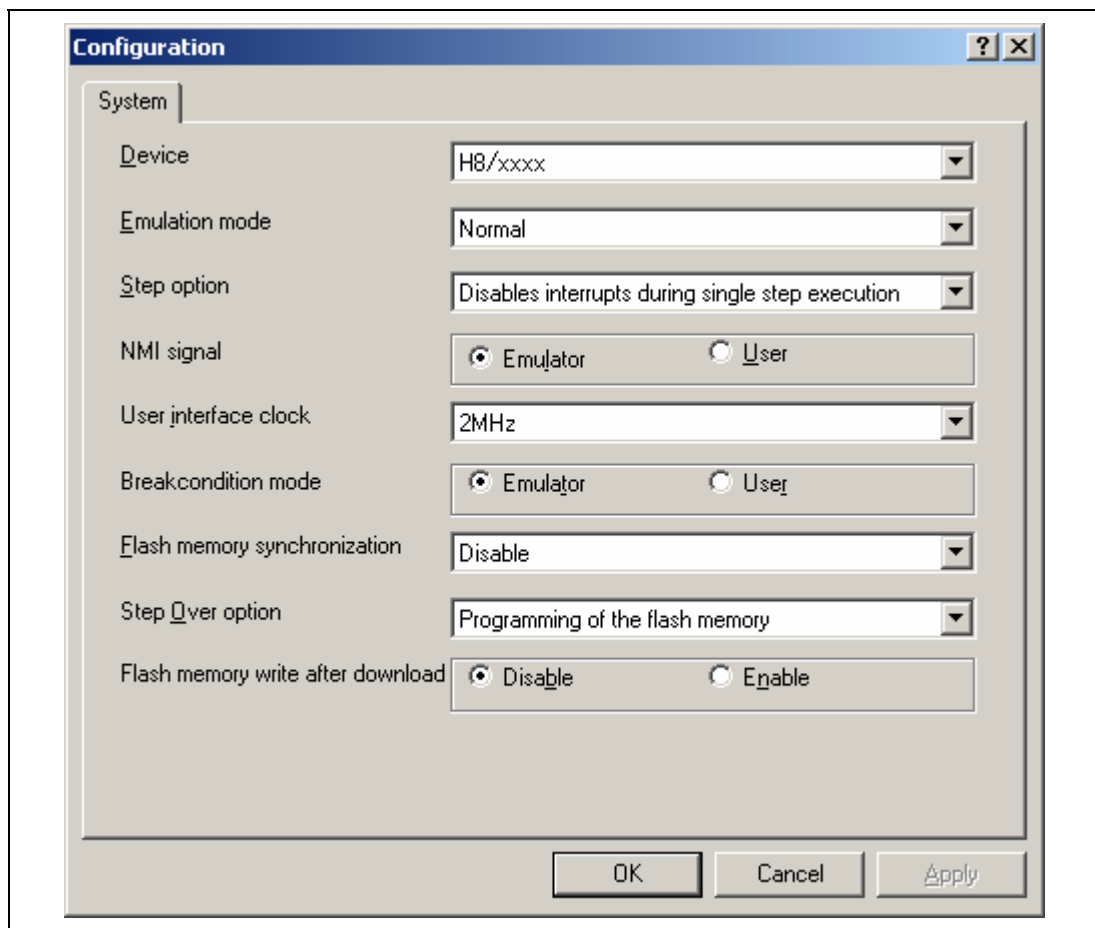 Configuration
System
Device
H8/xxxx
Emulation mode
Normal
Step option
Disables interrupts during single step execution
NMI signal
Emulator
User
User interface clock
2MHz
Breakcondition mode
Emulator
User
Flash memory synchronization
Disable
Step Over option
Programming of the flash memory
Flash memory write after download
Disable
Enable
OK
Cancel
Apply